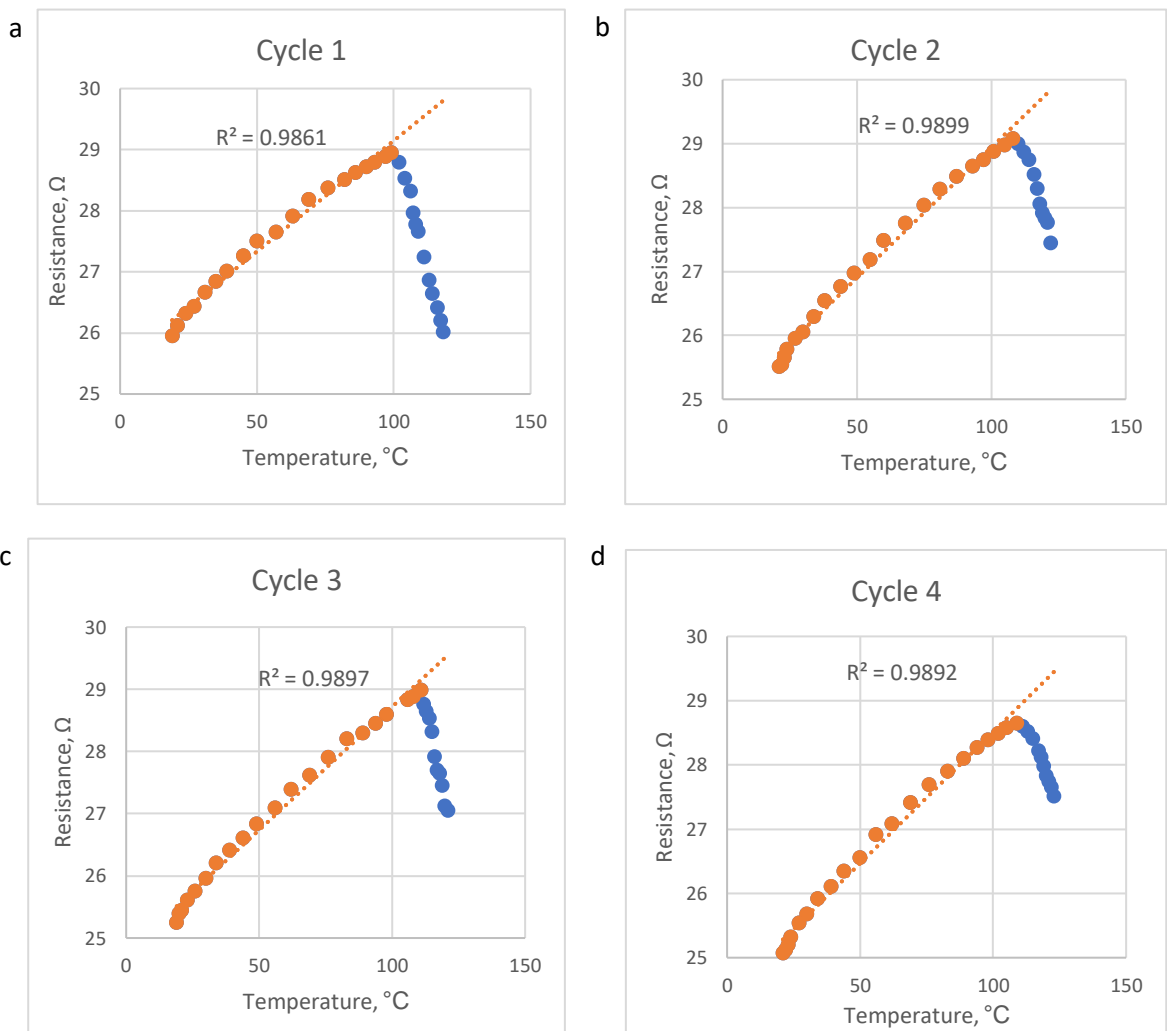 a
Cycle 1
30
29
28
27
26
25
R² = 0.9861
Resistance, Ω
0
50
100
150
Temperature, °C
b
Cycle 2
30
29
28
27
26
25
R² = 0.9899
Resistance, Ω
0
50
100
150
Temperature, °C
c
Cycle 3
30
29
28
27
26
25
R² = 0.9897
Resistance, Ω
0
50
100
150
Temperature, °C
d
Cycle 4
30
29
28
27
26
25
R² = 0.9892
Resistance, Ω
0
50
100
150
Temperature, °C